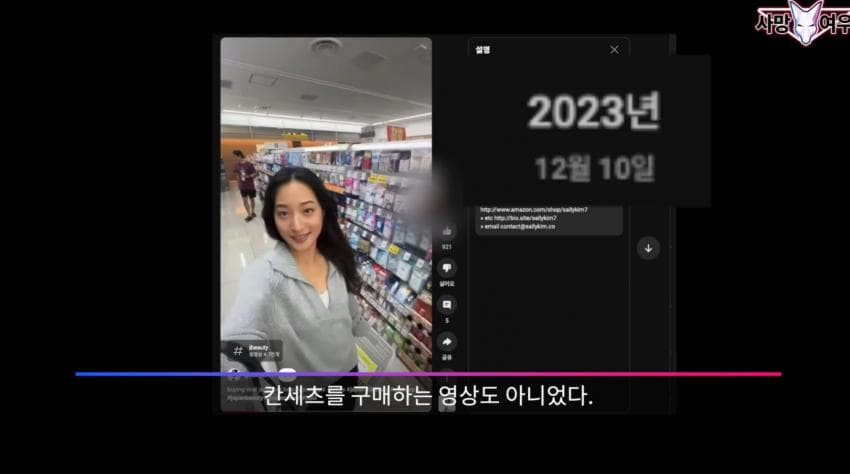 사망여우
설명
2023년
12월 10일
http://www.amazon.com/shop/sallykim7
» etc http://bio.site/sallykim7
» email contact@sallykim.co
921
싫어요
5
공유
# jbeauty
칸세츠를 구매하는 영상도 아니었다.